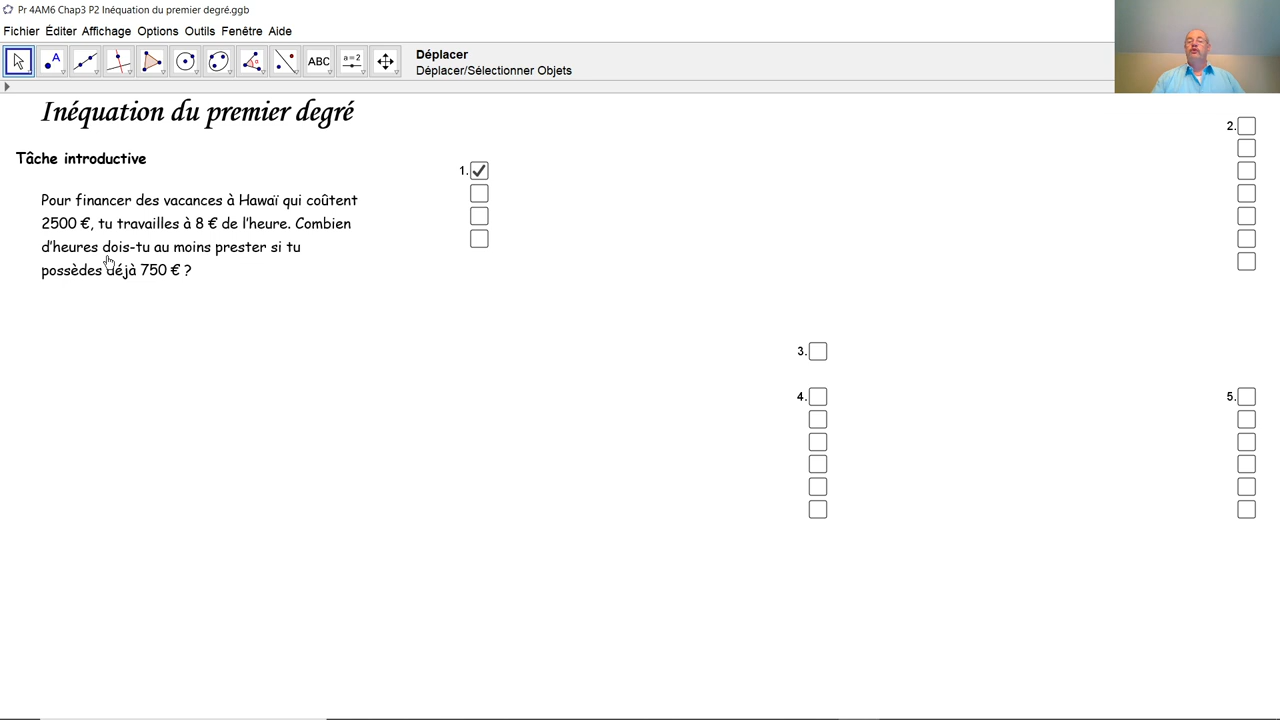 Pr 4AM6 Chap3 P2 Inéquation du premier degré.ggb
Fichier Éditer Affichage Options Outils Fenêtre Aide
A
ABC
a=2
Déplacer
Déplacer/Sélectionner Objets
Inéquation du premier degré
Tâche introductive
Pour financer des vacances à Hawaï qui coûtent
2500 €, tu travailles à 8 € de l'heure. Combien
d'heures dois-tu au moins prester si tu
possèdes déjà 750 € ?
1.
2.
3.
4.
5.